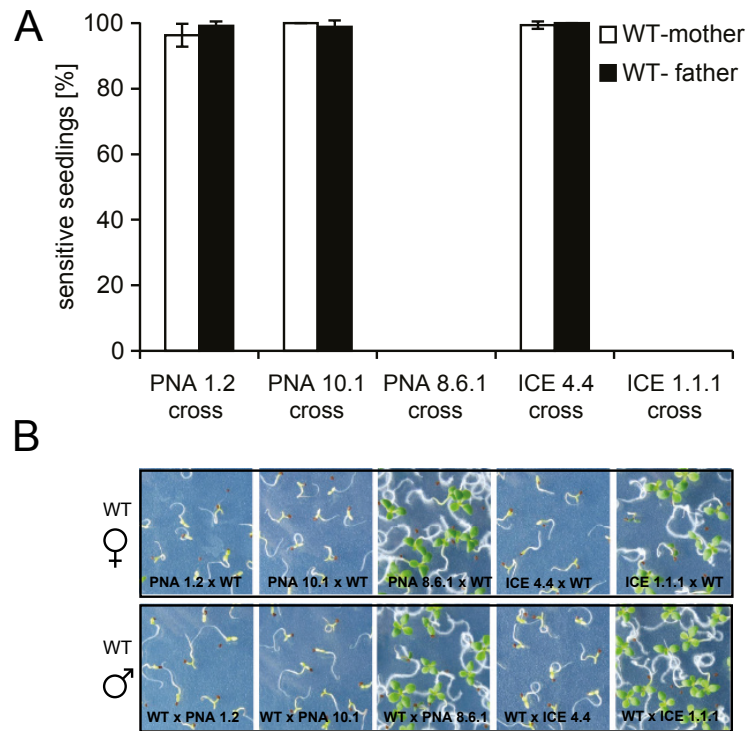 A
sensitive seedlings [%]
100
80
60
40
20
0
WT-mother
WT- father
PNA 1.2 cross
PNA 10.1 cross
PNA 8.6.1 cross
ICE 4.4 cross
ICE 1.1.1 cross
B
WT
♀
PNA 1.2 x WT
PNA 10.1 x WT
PNA 8.6.1 x WT
ICE 4.4 x WT
ICE 1.1.1 x WT
WT
♂
WT x PNA 1.2
WT x PNA 10.1
WT x PNA 8.6.1
WT x ICE 4.4
WT x ICE 1.1.1